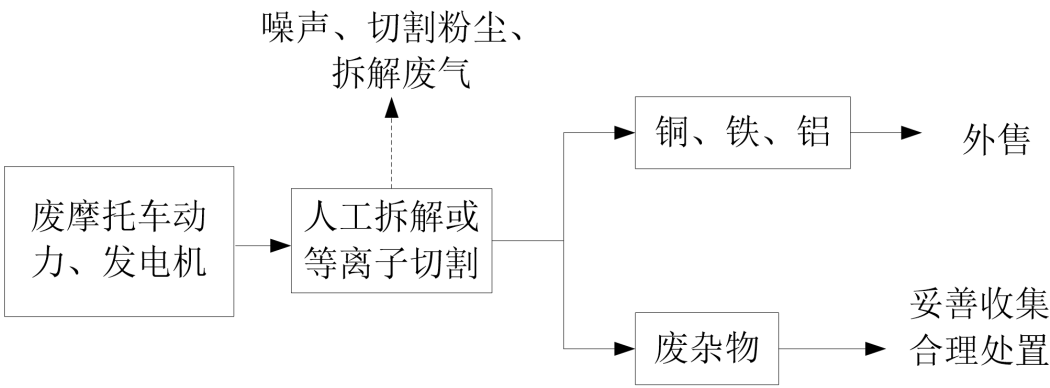 噪声、切割粉尘、
拆解废气
铜、铁、铝
外售
废摩托车动
力、发电机
人工拆解或
等离子切割
废杂物
妥善收集
合理处置